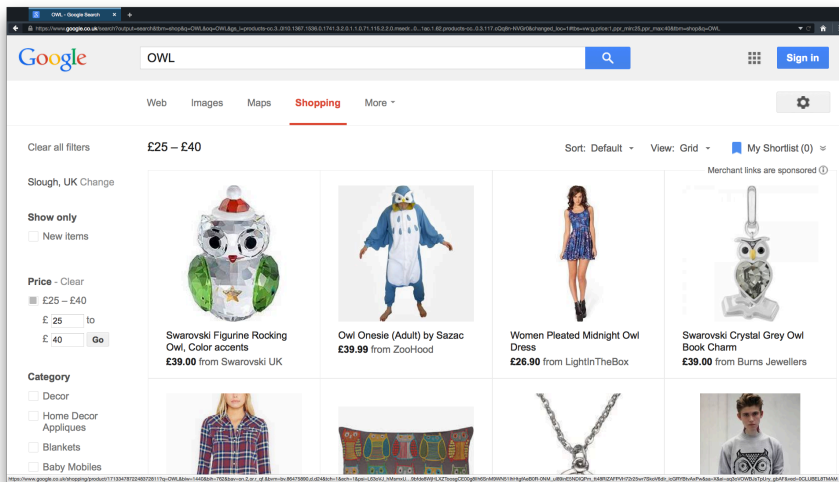 OWL - Google Search
Google
OWL
Sign in
Web Images Maps Shopping More
Clear all filters
£25 – £40
Sort: Default View: Grid My Shortlist (0)
Merchant links are sponsored
Slough, UK Change
Show only
New items
Price - Clear
£25 – £40
£ 25 to
£ 40 Go
Category
Decor
Home Decor
Appliques
Blankets
Baby Mobiles
Swarovski Figurine Rocking
Owl, Color accents
£39.00 from Swarovski UK
Owl Onesie (Adult) by Sazac
£39.99 from ZooHood
Women Pleated Midnight Owl
Dress
£26.90 from LightInTheBox
Swarovski Crystal Grey Owl
Book Charm
£39.00 from Burns Jewellers